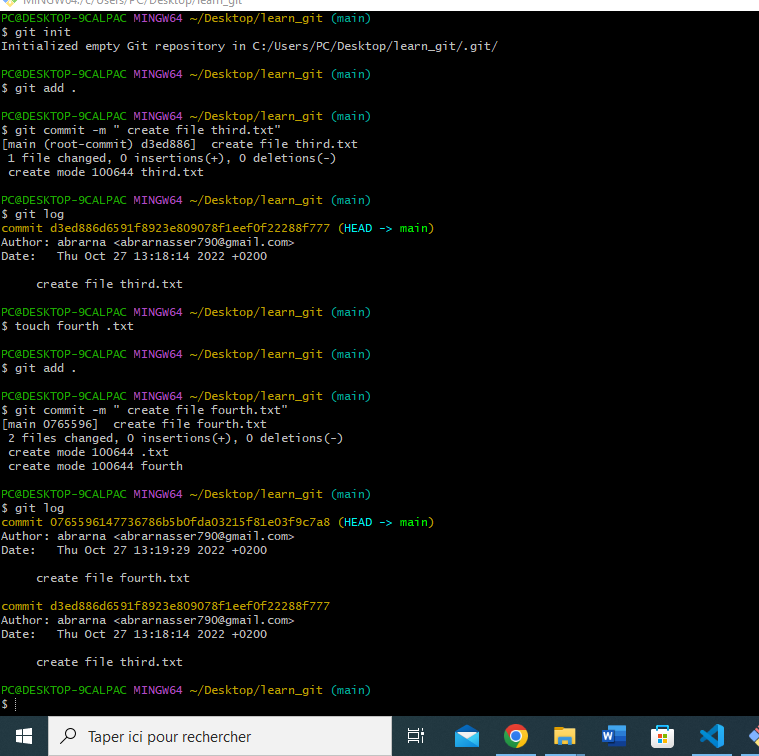 MINGW64:/c/Users/PC/Desktop/learn_git
PC@DESKTOP-9CALPAC MINGW64 ~/Desktop/learn_git (main)
$ git init
Initialized empty Git repository in C:/Users/PC/Desktop/learn_git/.git/
PC@DESKTOP-9CALPAC MINGW64 ~/Desktop/learn_git (main)
$ git add .
PC@DESKTOP-9CALPAC MINGW64 ~/Desktop/learn_git (main)
$ git commit -m " create file third.txt"
[main (root-commit) d3ed886]  create file third.txt
 1 file changed, 0 insertions(+), 0 deletions(-)
 create mode 100644 third.txt
PC@DESKTOP-9CALPAC MINGW64 ~/Desktop/learn_git (main)
$ git log
commit d3ed886d6591f8923e809078f1eef0f22288f777 (HEAD -> main)
Author: abrarna <abrarnasser790@gmail.com>
Date:   Thu Oct 27 13:18:14 2022 +0200
     create file third.txt
PC@DESKTOP-9CALPAC MINGW64 ~/Desktop/learn_git (main)
$ touch fourth .txt
PC@DESKTOP-9CALPAC MINGW64 ~/Desktop/learn_git (main)
$ git add .
PC@DESKTOP-9CALPAC MINGW64 ~/Desktop/learn_git (main)
$ git commit -m " create file fourth.txt"
[main 0765596]  create file fourth.txt
 2 files changed, 0 insertions(+), 0 deletions(-)
 create mode 100644 .txt
 create mode 100644 fourth
PC@DESKTOP-9CALPAC MINGW64 ~/Desktop/learn_git (main)
$ git log
commit 0765596147736786b5b0fda03215f81e03f9c7a8 (HEAD -> main)
Author: abrarna <abrarnasser790@gmail.com>
Date:   Thu Oct 27 13:19:29 2022 +0200
     create file fourth.txt
commit d3ed886d6591f8923e809078f1eef0f22288f777
Author: abrarna <abrarnasser790@gmail.com>
Date:   Thu Oct 27 13:18:14 2022 +0200
     create file third.txt
PC@DESKTOP-9CALPAC MINGW64 ~/Desktop/learn_git (main)
$
Taper ici pour rechercher
W